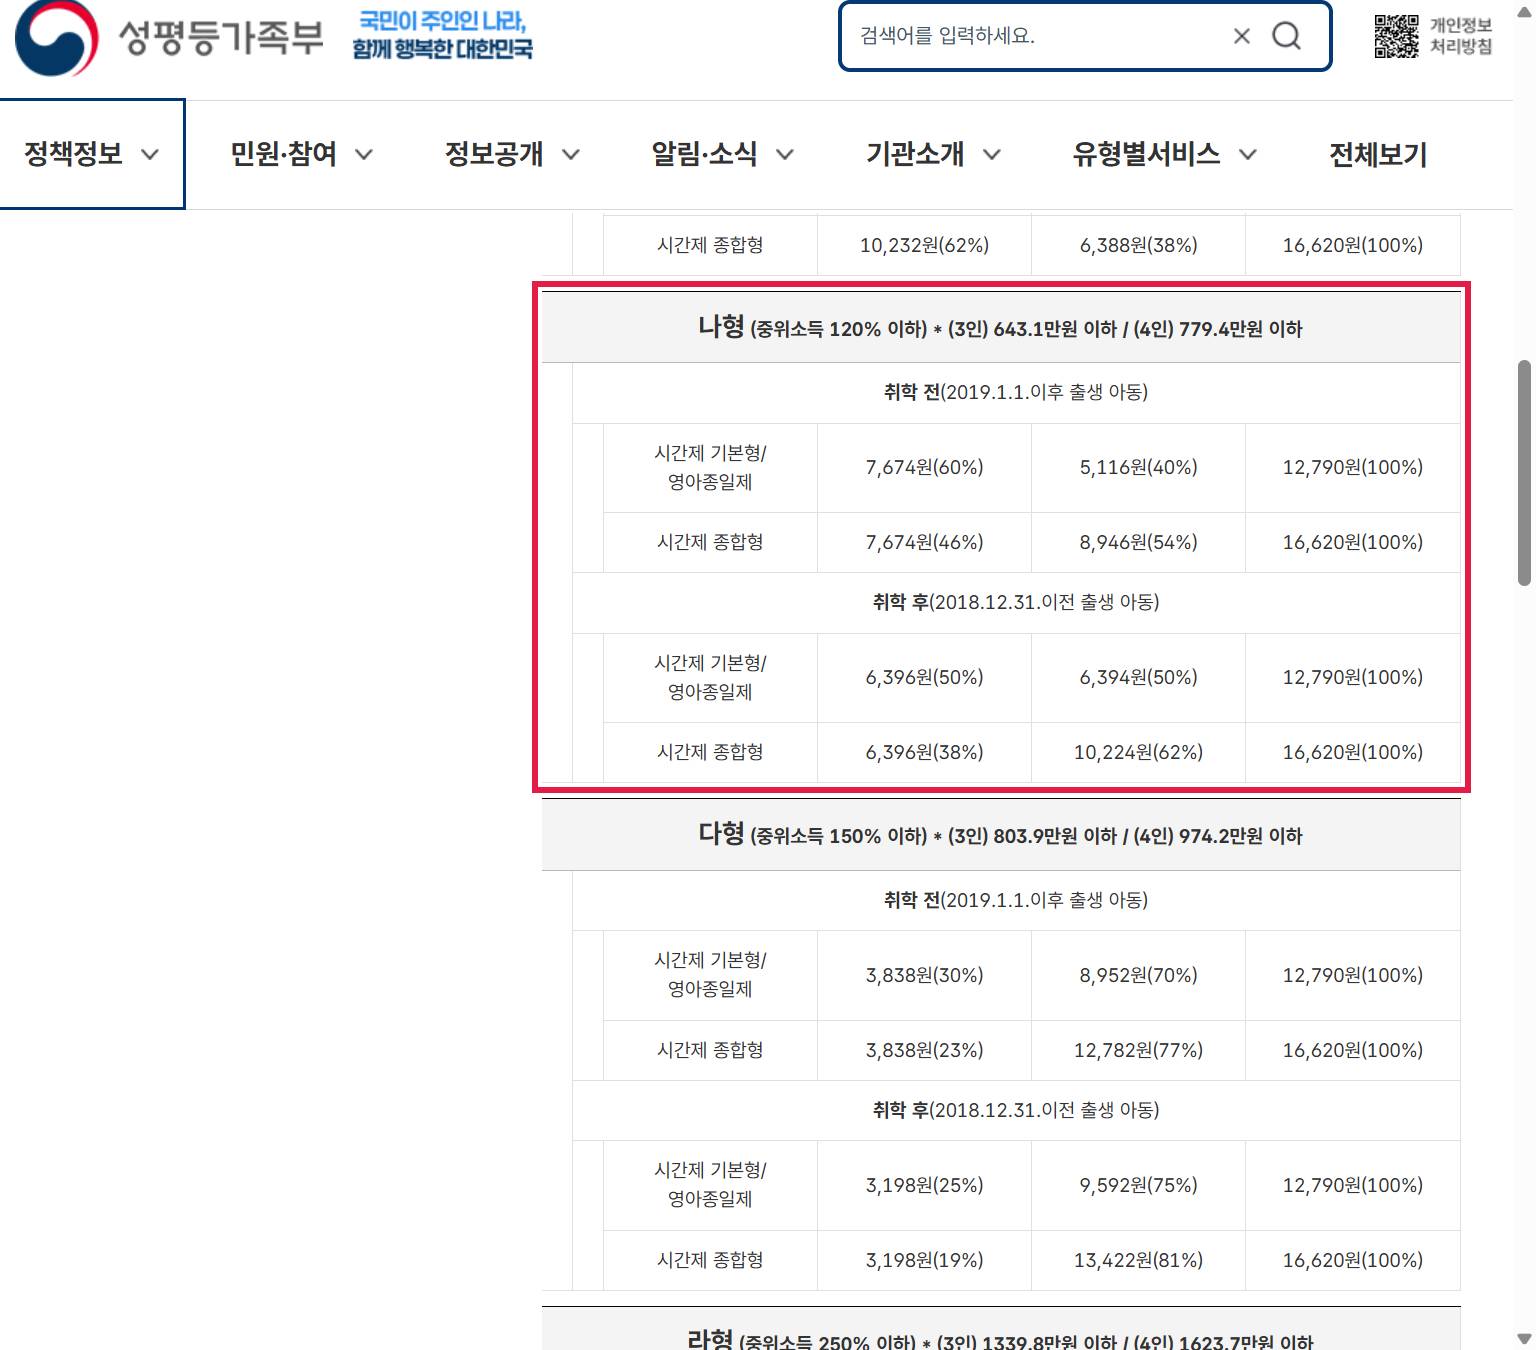 성평등가족부
국민이 주인인 나라,
함께 행복한 대한민국
검색어를 입력하세요.
개인정보
처리방침
정책정보
민원·참여
정보공개
알림·소식
기관소개
유형별서비스
전체보기
시간제 종합형 10,232원(62%) 6,388원(38%) 16,620원(100%)
나형 (중위소득 120% 이하) * (3인) 643.1만원 이하 / (4인) 779.4만원 이하
취학 전(2019.1.1.이후 출생 아동)
시간제 기본형/
영아종일제 7,674원(60%) 5,116원(40%) 12,790원(100%)
시간제 종합형 7,674원(46%) 8,946원(54%) 16,620원(100%)
취학 후(2018.12.31.이전 출생 아동)
시간제 기본형/
영아종일제 6,396원(50%) 6,394원(50%) 12,790원(100%)
시간제 종합형 6,396원(38%) 10,224원(62%) 16,620원(100%)
다형 (중위소득 150% 이하) * (3인) 803.9만원 이하 / (4인) 974.2만원 이하
취학 전(2019.1.1.이후 출생 아동)
시간제 기본형/
영아종일제 3,838원(30%) 8,952원(70%) 12,790원(100%)
시간제 종합형 3,838원(23%) 12,782원(77%) 16,620원(100%)
취학 후(2018.12.31.이전 출생 아동)
시간제 기본형/
영아종일제 3,198원(25%) 9,592원(75%) 12,790원(100%)
시간제 종합형 3,198원(19%) 13,422원(81%) 16,620원(100%)
라형 (중위소득 250% 이하) * (3인) 1339.8만원 이하 / (4인) 1623.7만원 이하